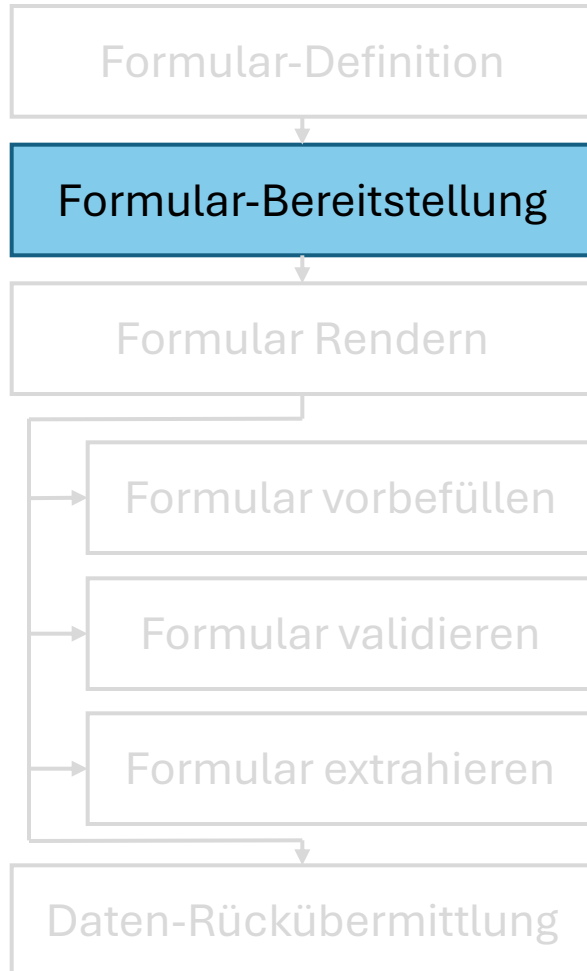 Formular-Definition
Formular-Bereitstellung
Formular Rendern
Formular vorbefüllen
Formular validieren
Formular extrahieren
Daten-Rückübermittlung